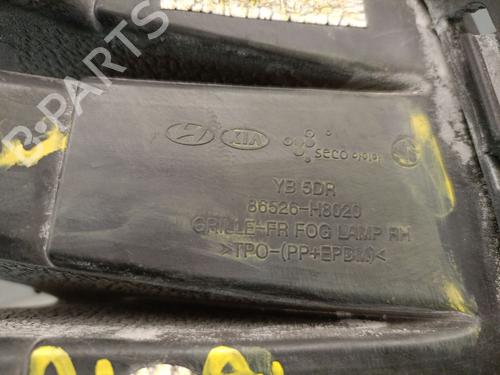 B-PARTS
KIA seco
YB 5DR
86526-H8020
GRILLE-FR FOG LAMP RH
>TPO-(PP+EPDM)<